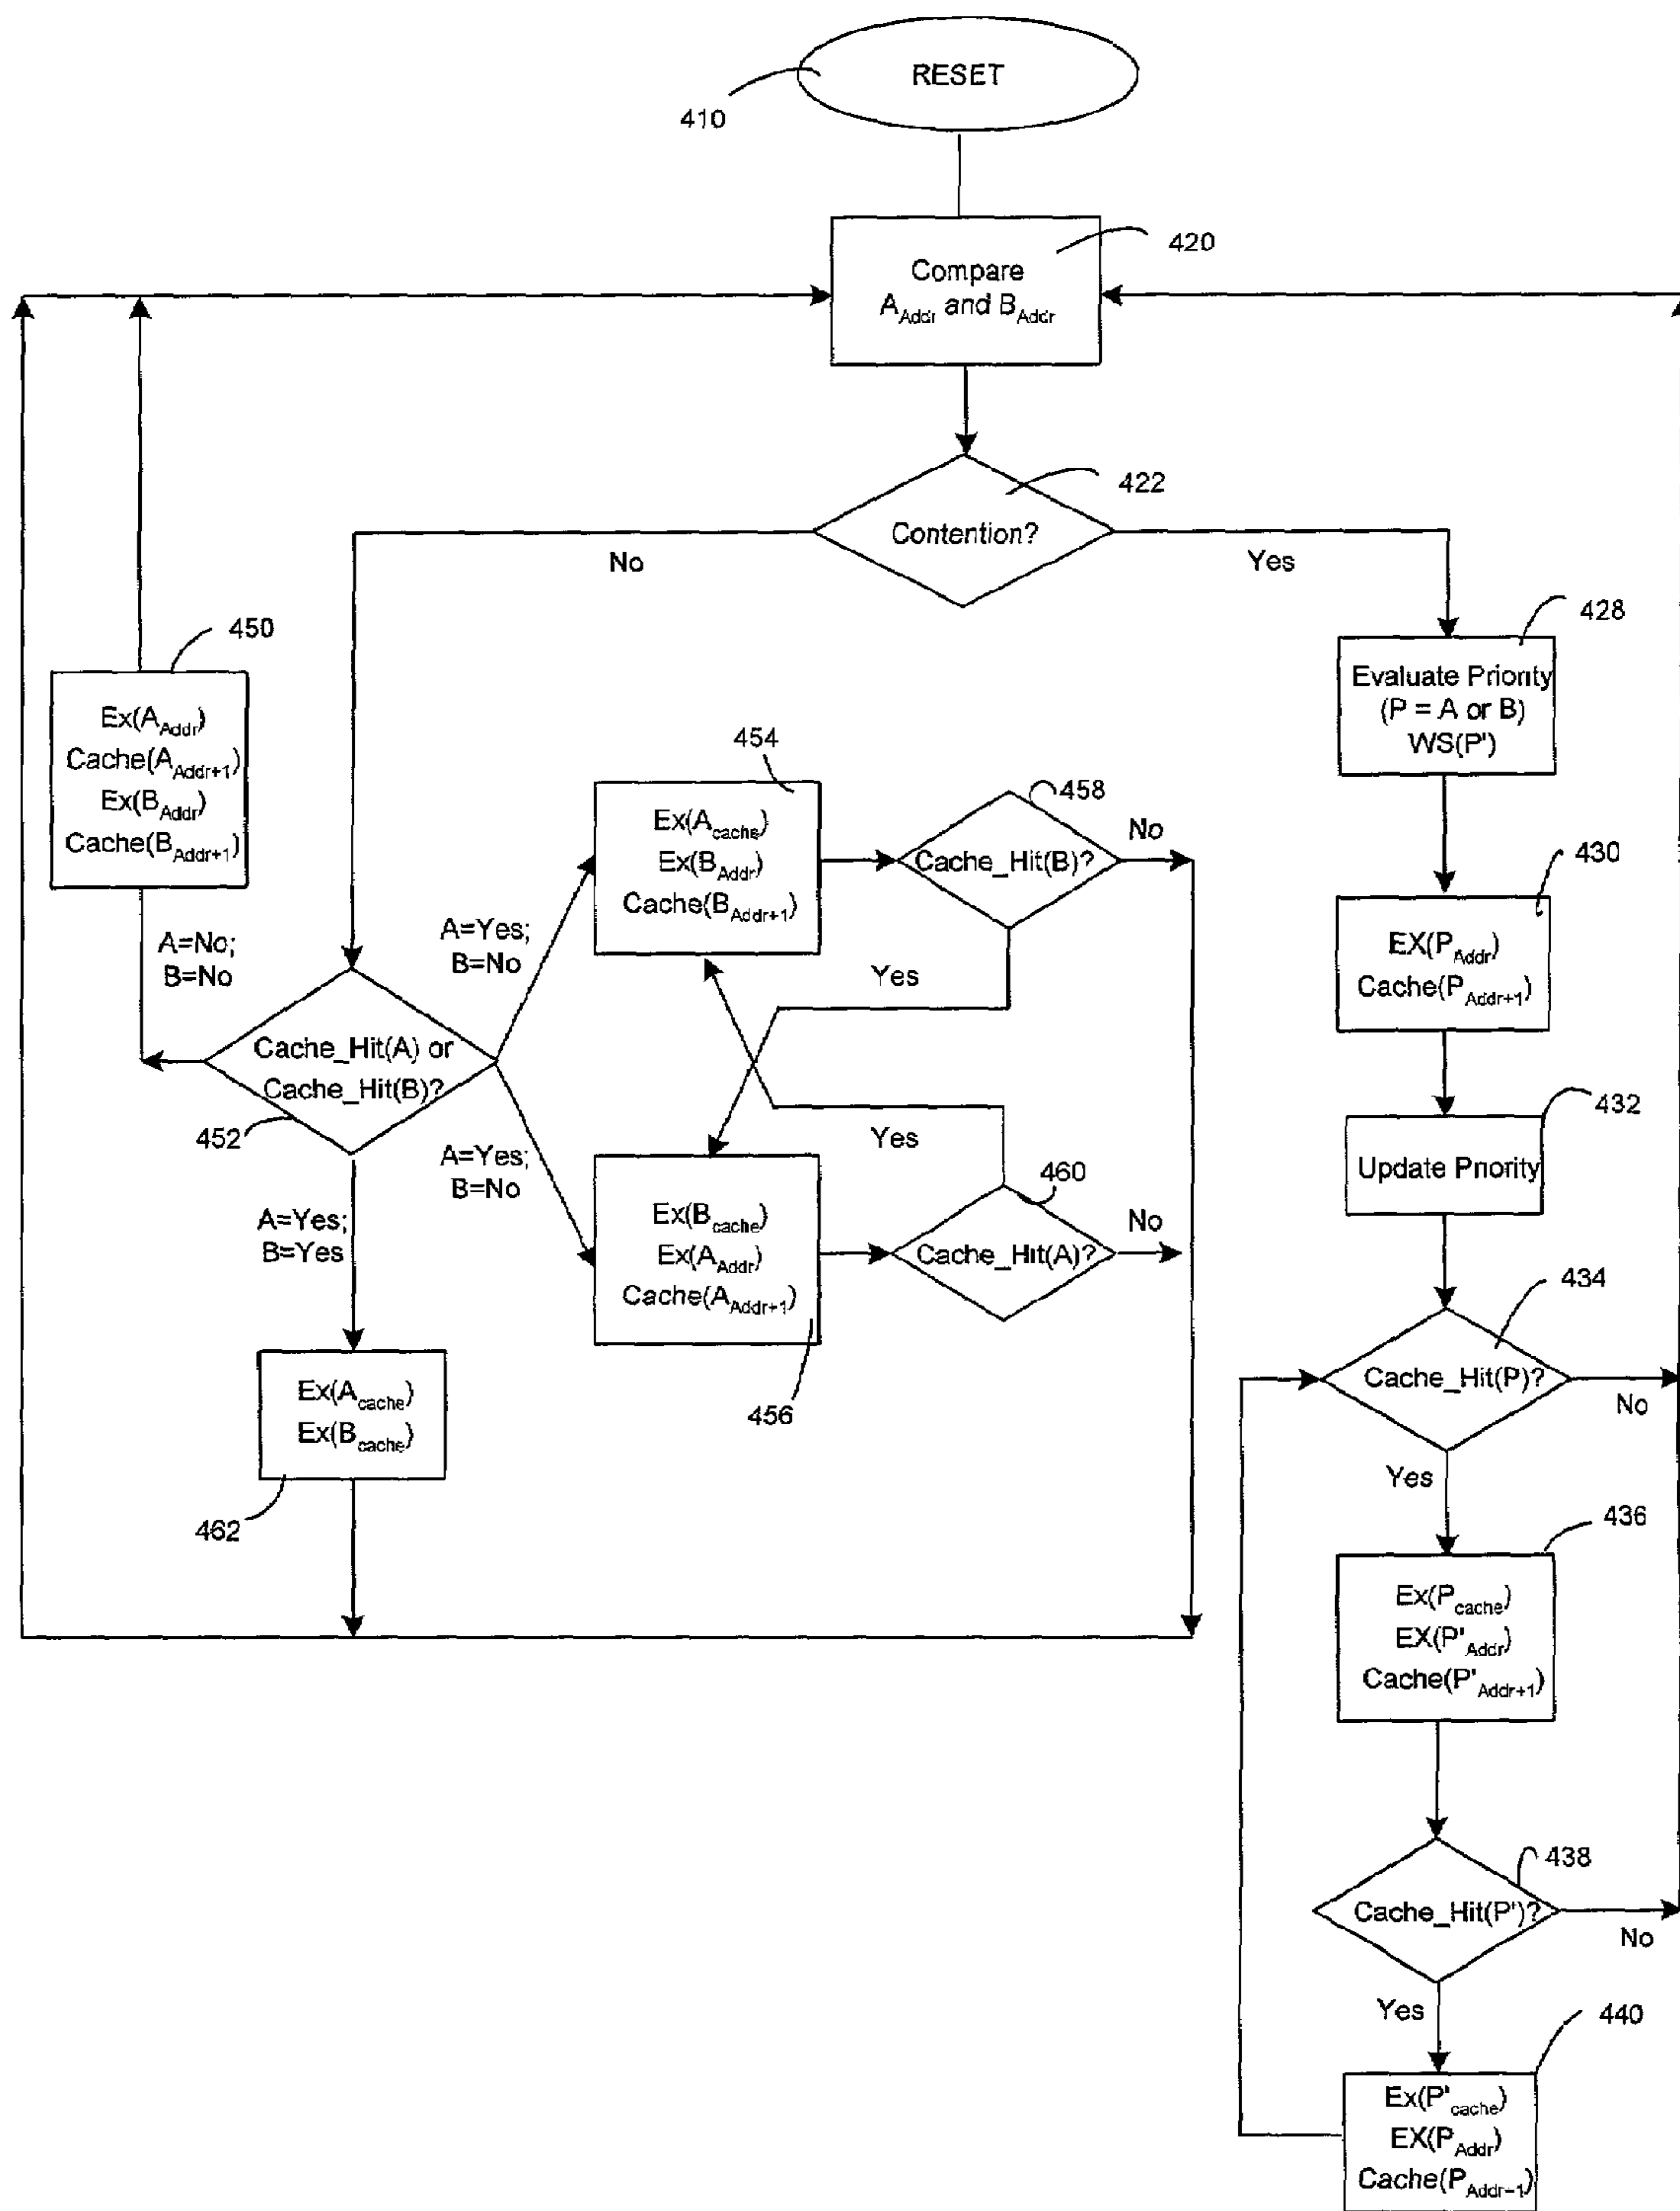 RESET
410
Compare
A_Addr and B_Addr
420
Contention?
422
No
Yes
Evaluate Priority
(P = A or B)
WS(P')
428
450
Ex(A_Addr)
Cache(A_Addr+1)
Ex(B_Addr)
Cache(B_Addr+1)
454
Ex(A_cache)
Ex(B_Addr)
Cache(B_Addr+1)
458
Cache_Hit(B)?
No
Yes
430
EX(P_Addr)
Cache(P_Addr+1)
A=No;
B=No
A=Yes;
B=No
Cache_Hit(A) or
Cache_Hit(B)?
452
A=Yes;
B=No
A=Yes;
B=Yes
432
Update Priority
Yes
460
Cache_Hit(A)?
No
Ex(B_cache)
Ex(A_Addr)
Cache(A_Addr+1)
456
Ex(A_cache)
Ex(B_cache)
462
434
Cache_Hit(P)?
No
Yes
436
Ex(P_cache)
EX(P'_Addr)
Cache(P'_Addr+1)
438
Cache_Hit(P')?
No
Yes
440
Ex(P'_cache)
EX(P_Addr)
Cache(P_Addr+1)